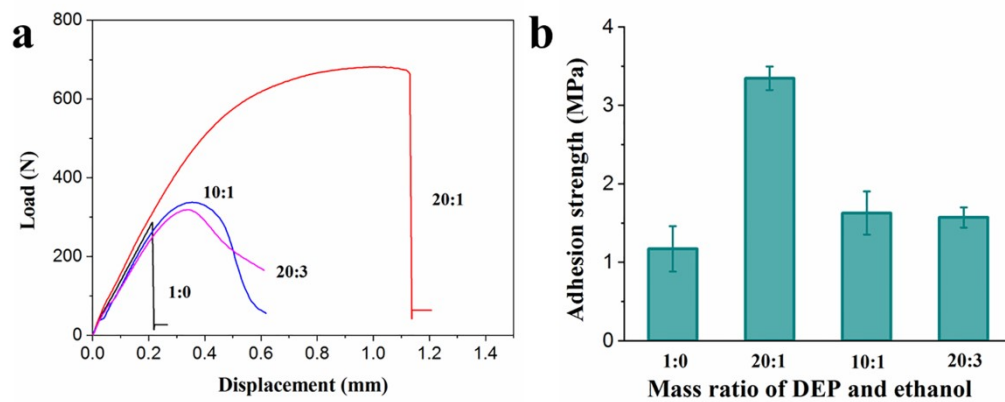 a
800
600
400
200
0
Load (N)
10:1
20:1
20:3
1:0
0.0 0.2 0.4 0.6 0.8 1.0 1.2 1.4
Displacement (mm)
b
4
3
2
1
0
Adhesion strength (MPa)
1:0 20:1 10:1 20:3
Mass ratio of DEP and ethanol